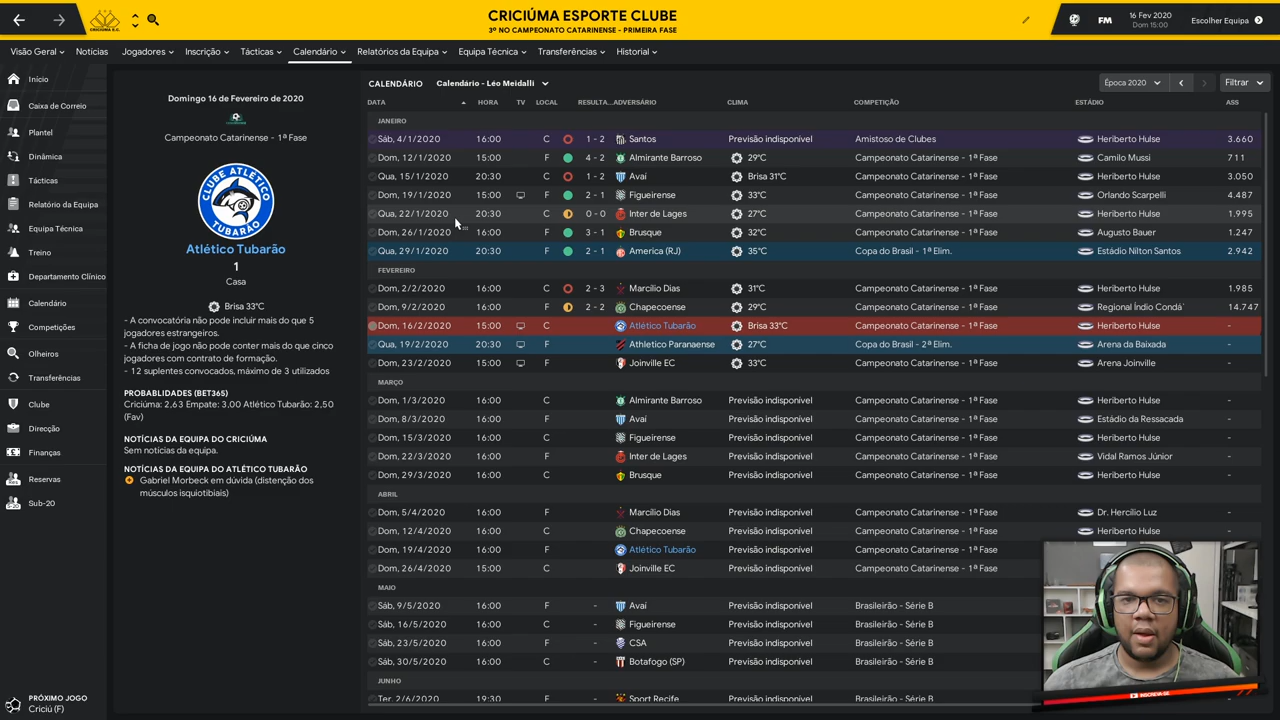 CRICIÚMA ESPORTE CLUBE
3º NO CAMPEONATO CATARINENSE - PRIMEIRA FASE
FM
16 Fev 2020
Dom 15:00
Escolher Equipa
Visão Geral
Notícias
Jogadores
Inscrição
Tácticas
Calendário
Relatórios da Equipa
Equipa Técnica
Transferências
Historial
Início
Caixa de Correio
Plantel
Dinâmica
Tácticas
Relatório da Equipa
Equipa Técnica
Treino
Departamento Clínico
Calendário
Competições
Olheiros
Transferências
Clube
Direcção
Finanças
Reservas
Sub-20
PRÓXIMO JOGO
Criciú (F)
Domingo 16 de Fevereiro de 2020
Campeonato Catarinense - 1ª Fase
CLUBE ATLÉTICO
TUBARÃO
Atlético Tubarão
1
Casa
Brisa 33°C
- A convocatória não pode incluir mais do que 5
jogadores estrangeiros.
- A ficha de jogo não pode conter mais do que cinco
jogadores com contrato de formação.
- 12 suplentes convocados, máximo de 3 utilizados
PROBABLIDADES (BET365)
Criciúma: 2,63 Empate: 3,00 Atlético Tubarão: 2,50
(Fav)
NOTÍCIAS DA EQUIPA DO CRICIÚMA
Sem notícias da equipa.
NOTÍCIAS DA EQUIPA DO ATLÉTICO TUBARÃO
Gabriel Morbeck em dúvida (distenção dos
músculos isquiotibiais)
CALENDÁRIO Calendário - Léo Meidalli
Época 2020
Filtrar
DATA HORA TV LOCAL RESULTA... ADVERSÁRIO CLIMA COMPETIÇÃO ESTÁDIO ASS
JANEIRO
Sáb, 4/1/2020 16:00 C 1 - 2 Santos Previsão indisponível Amistoso de Clubes Heriberto Hulse 3.660
Dom, 12/1/2020 15:00 F 4 - 2 Almirante Barroso 29°C Campeonato Catarinense - 1ª Fase Camilo Mussi 711
Qua, 15/1/2020 20:30 C 1 - 2 Avaí Brisa 31°C Campeonato Catarinense - 1ª Fase Heriberto Hulse 3.050
Dom, 19/1/2020 15:00 F 2 - 1 Figueirense 33°C Campeonato Catarinense - 1ª Fase Orlando Scarpelli 4.487
Qua, 22/1/2020 20:30 C 0 - 0 Inter de Lages 27°C Campeonato Catarinense - 1ª Fase Heriberto Hulse 1.995
Dom, 26/1/2020 16:00 F 3 - 1 Brusque 32°C Campeonato Catarinense - 1ª Fase Augusto Bauer 1.247
Qua, 29/1/2020 20:30 F 2 - 1 America (RJ) 35°C Copa do Brasil - 1ª Elim. Estádio Nílton Santos 2.942
FEVEREIRO
Dom, 2/2/2020 16:00 C 2 - 3 Marcílio Dias 31°C Campeonato Catarinense - 1ª Fase Heriberto Hulse 1.985
Dom, 9/2/2020 16:00 F 2 - 2 Chapecoense 29°C Campeonato Catarinense - 1ª Fase Regional Índio Condá' 14.747
Dom, 16/2/2020 15:00 C Atlético Tubarão Brisa 33°C Campeonato Catarinense - 1ª Fase Heriberto Hulse -
Qua, 19/2/2020 20:30 F Athletico Paranaense 27°C Copa do Brasil - 2ª Elim. Arena da Baixada -
Dom, 23/2/2020 15:00 F Joinville EC 33°C Campeonato Catarinense - 1ª Fase Arena Joinville -
MARÇO
Dom, 1/3/2020 16:00 C Almirante Barroso Previsão indisponível Campeonato Catarinense - 1ª Fase Heriberto Hulse -
Dom, 8/3/2020 16:00 F Avaí Previsão indisponível Campeonato Catarinense - 1ª Fase Estádio da Ressacada -
Dom, 15/3/2020 16:00 C Figueirense Previsão indisponível Campeonato Catarinense - 1ª Fase Heriberto Hulse -
Dom, 22/3/2020 16:00 F Inter de Lages Previsão indisponível Campeonato Catarinense - 1ª Fase Vidal Ramos Júnior -
Dom, 29/3/2020 16:00 C Brusque Previsão indisponível Campeonato Catarinense - 1ª Fase Heriberto Hulse -
ABRIL
Dom, 5/4/2020 16:00 F Marcílio Dias Previsão indisponível Campeonato Catarinense - 1ª Fase Dr. Hercílio Luz -
Dom, 12/4/2020 16:00 C Chapecoense Previsão indisponível Campeonato Catarinense - 1ª Fase Heriberto Hulse -
Dom, 19/4/2020 16:00 F Atlético Tubarão Previsão indisponível Campeonato Catarinense - 1ª Fase
Dom, 26/4/2020 15:00 C Joinville EC Previsão indisponível Campeonato Catarinense - 1ª Fase
MAIO
Sáb, 9/5/2020 16:00 F - Avaí Previsão indisponível Brasileirão - Série B
Sáb, 16/5/2020 16:00 C - Figueirense Previsão indisponível Brasileirão - Série B
Sáb, 23/5/2020 16:00 F - CSA Previsão indisponível Brasileirão - Série B
Sáb, 30/5/2020 16:00 C - Botafogo (SP) Previsão indisponível Brasileirão - Série B
JUNHO
Ter, 2/6/2020 19:30 F - Sport Recife Previsão indisponível Brasileirão - Série B
INSCREVA-SE